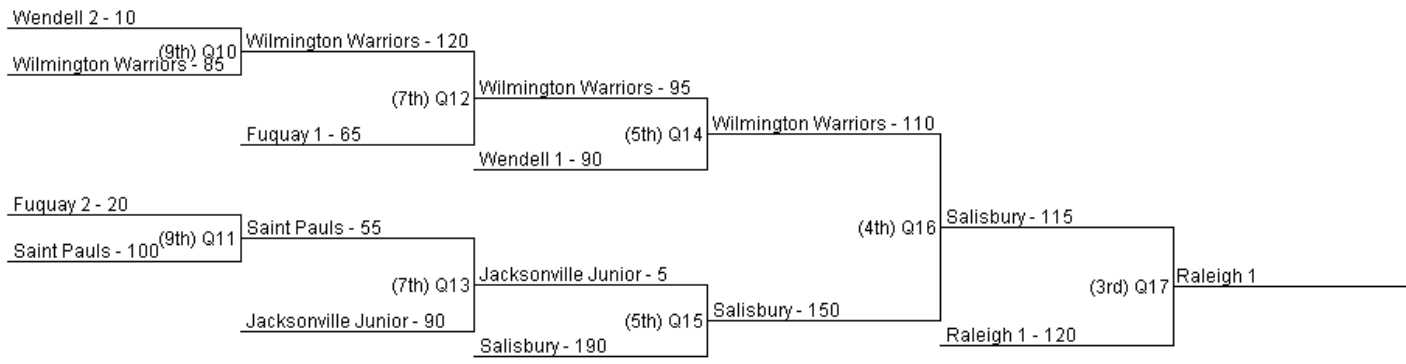 Wendell 2 - 10
(9th) Q10
Wilmington Warriors - 85
Wilmington Warriors - 120
(7th) Q12
Fuquay 1 - 65
Wilmington Warriors - 95
(5th) Q14
Wendell 1 - 90
Wilmington Warriors - 110
Fuquay 2 - 20
(9th) Q11
Saint Pauls - 100
Saint Pauls - 55
(7th) Q13
Jacksonville Junior - 90
Jacksonville Junior - 5
(5th) Q15
Salisbury - 190
Salisbury - 150
(4th) Q16
Salisbury - 115
(3rd) Q17
Raleigh 1 - 120
Raleigh 1